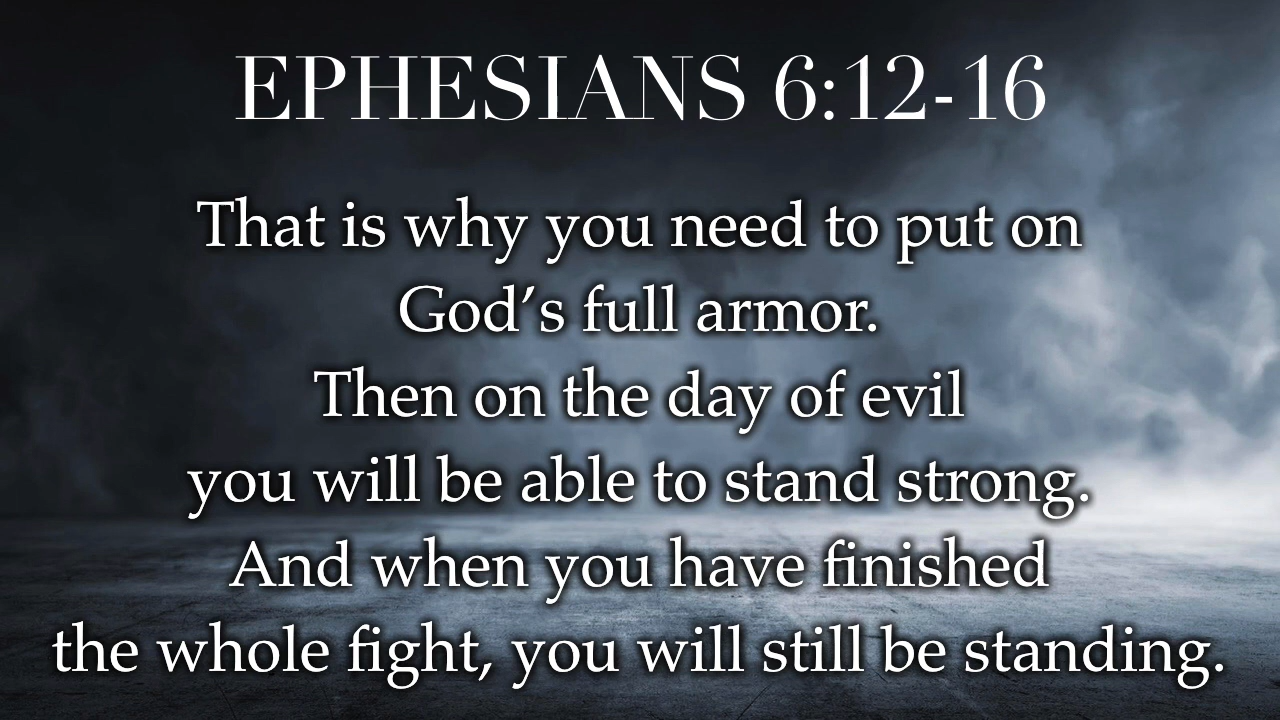 EPHESIANS 6:12-16
That is why you need to put on
God’s full armor.
Then on the day of evil
you will be able to stand strong.
And when you have finished
the whole fight, you will still be standing.